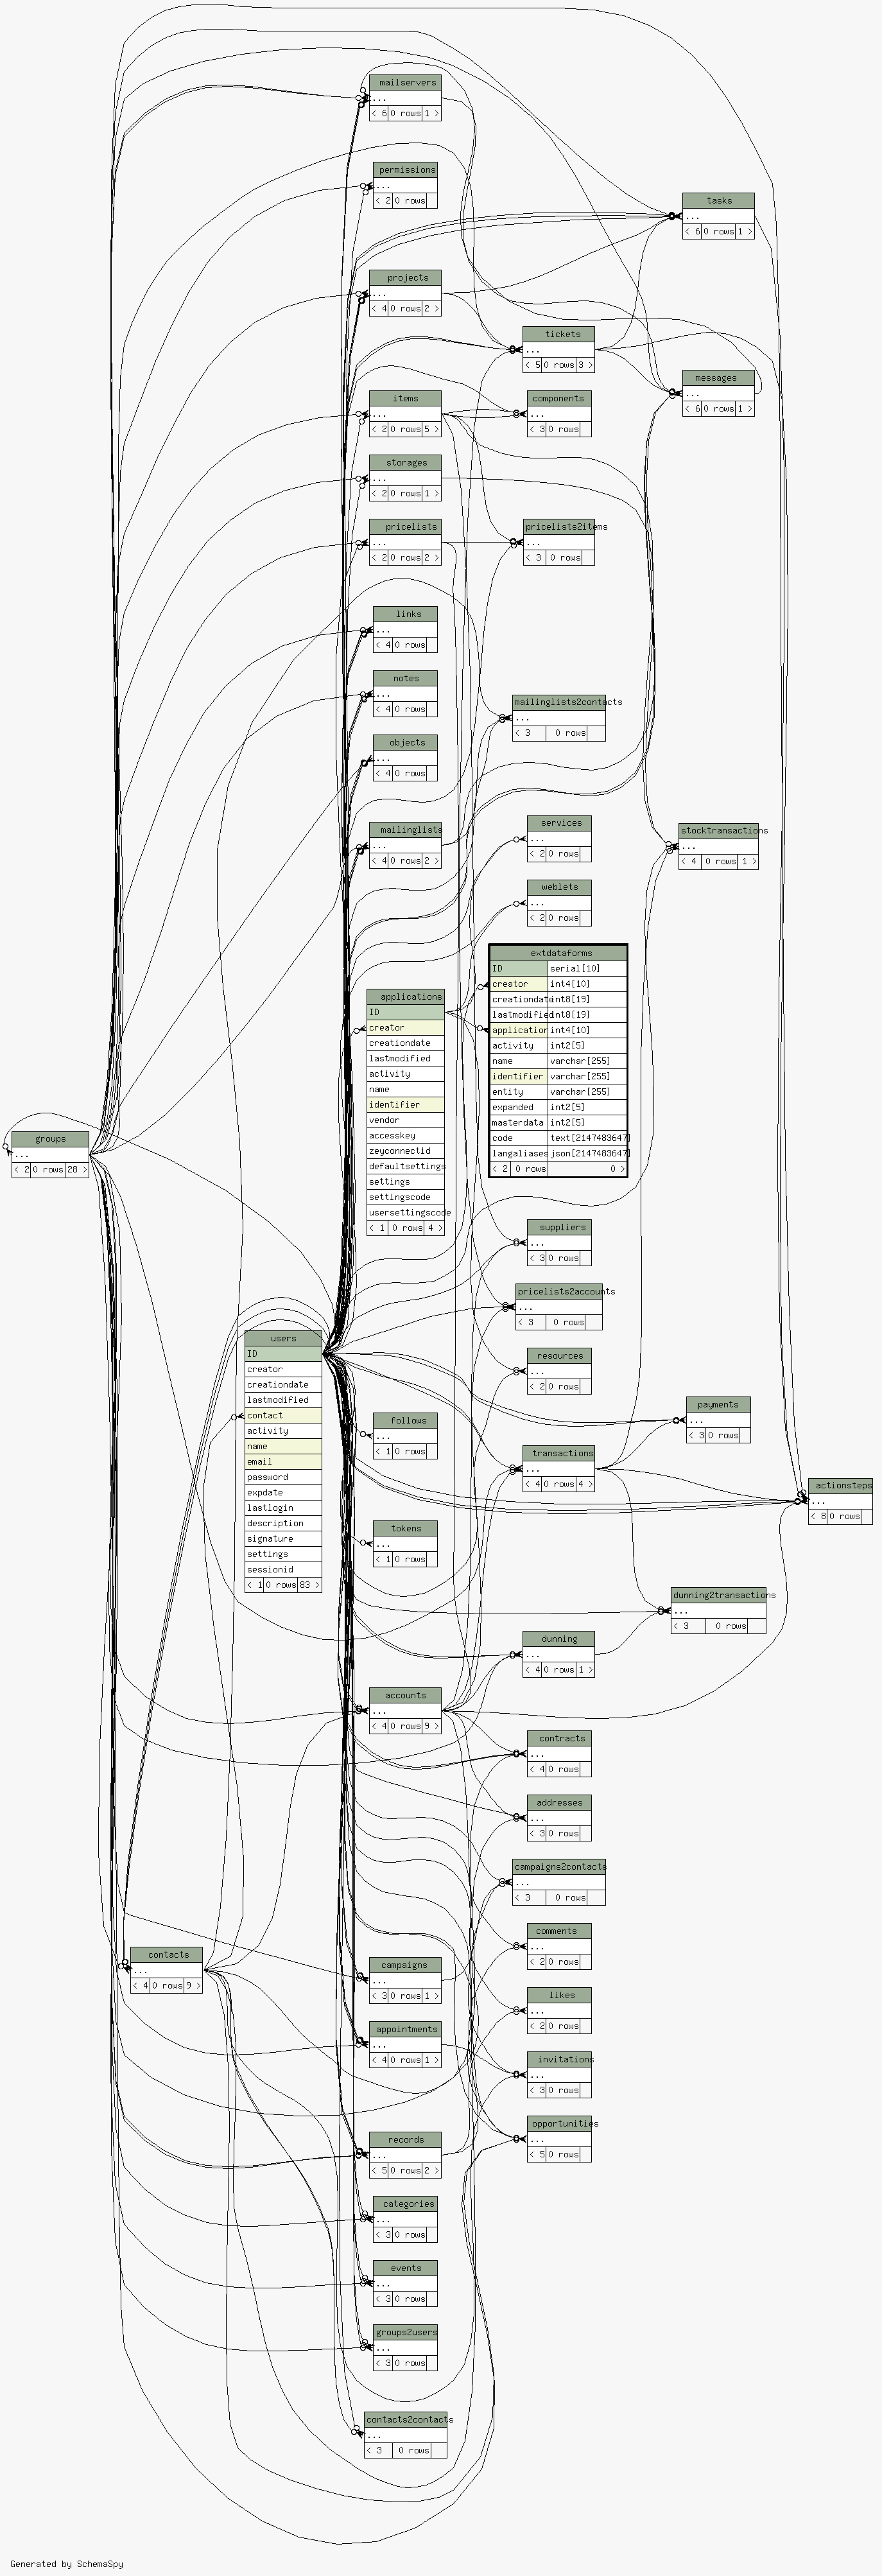 mailservers
...
< 6 0 rows 1 >
permissions
...
< 2 0 rows
tasks
...
< 6 0 rows 1 >
projects
...
< 4 0 rows 2 >
tickets
...
< 5 0 rows 3 >
messages
...
< 6 0 rows 1 >
items
...
< 2 0 rows 5 >
components
...
< 3 0 rows
storages
...
< 2 0 rows 1 >
pricelists
...
< 2 0 rows 2 >
pricelists2items
...
< 3 0 rows
links
...
< 4 0 rows
notes
...
< 4 0 rows
mailinglists2contacts
...
< 3 0 rows
objects
...
< 4 0 rows
mailinglists
...
< 4 0 rows 2 >
services
...
< 2 0 rows
stocktransactions
...
< 4 0 rows 1 >
weblets
...
< 2 0 rows
extdataforms
ID serial[10]
creator int4[10]
creationdate int8[19]
lastmodified int8[19]
application int4[10]
activity int2[5]
name varchar[255]
identifier varchar[255]
entity varchar[255]
expanded int2[5]
masterdata int2[5]
code text[2147483647]
langaliases json[2147483647]
< 2 0 rows 0 >
applications
ID
creator
creationdate
lastmodified
activity
name
identifier
vendor
accesskey
zeyconnectid
defaultsettings
settings
settingscode
usersettingscode
< 1 0 rows 4 >
groups
...
< 2 0 rows 28 >
suppliers
...
< 3 0 rows
pricelists2accounts
...
< 3 0 rows
users
ID
creator
creationdate
lastmodified
contact
activity
name
email
password
expdate
lastlogin
description
signature
settings
sessionid
< 1 0 rows 83 >
resources
...
< 2 0 rows
payments
...
< 3 0 rows
follows
...
< 1 0 rows
transactions
...
< 4 0 rows 4 >
actionsteps
...
< 8 0 rows
tokens
...
< 1 0 rows
dunning2transactions
...
< 3 0 rows
dunning
...
< 4 0 rows 1 >
accounts
...
< 4 0 rows 9 >
contracts
...
< 4 0 rows
addresses
...
< 3 0 rows
campaigns2contacts
...
< 3 0 rows
comments
...
< 2 0 rows
contacts
...
< 4 0 rows 9 >
campaigns
...
< 3 0 rows 1 >
likes
...
< 2 0 rows
appointments
...
< 4 0 rows 1 >
invitations
...
< 3 0 rows
opportunities
...
< 5 0 rows
records
...
< 5 0 rows 2 >
categories
...
< 3 0 rows
events
...
< 3 0 rows
groups2users
...
< 3 0 rows
contacts2contacts
...
< 3 0 rows
Generated by SchemaSpy